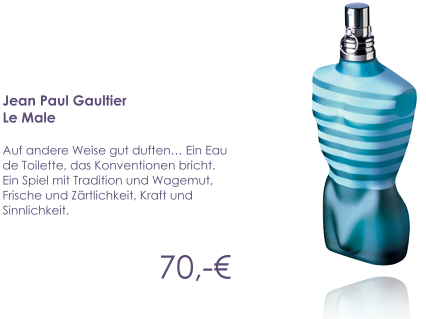 Jean Paul Gaultier
Le Male
Auf andere Weise gut duften… Ein Eau
de Toilette, das Konventionen bricht.
Ein Spiel mit Tradition und Wagemut,
Frische und Zärtlichkeit, Kraft und
Sinnlichkeit.
70,-€